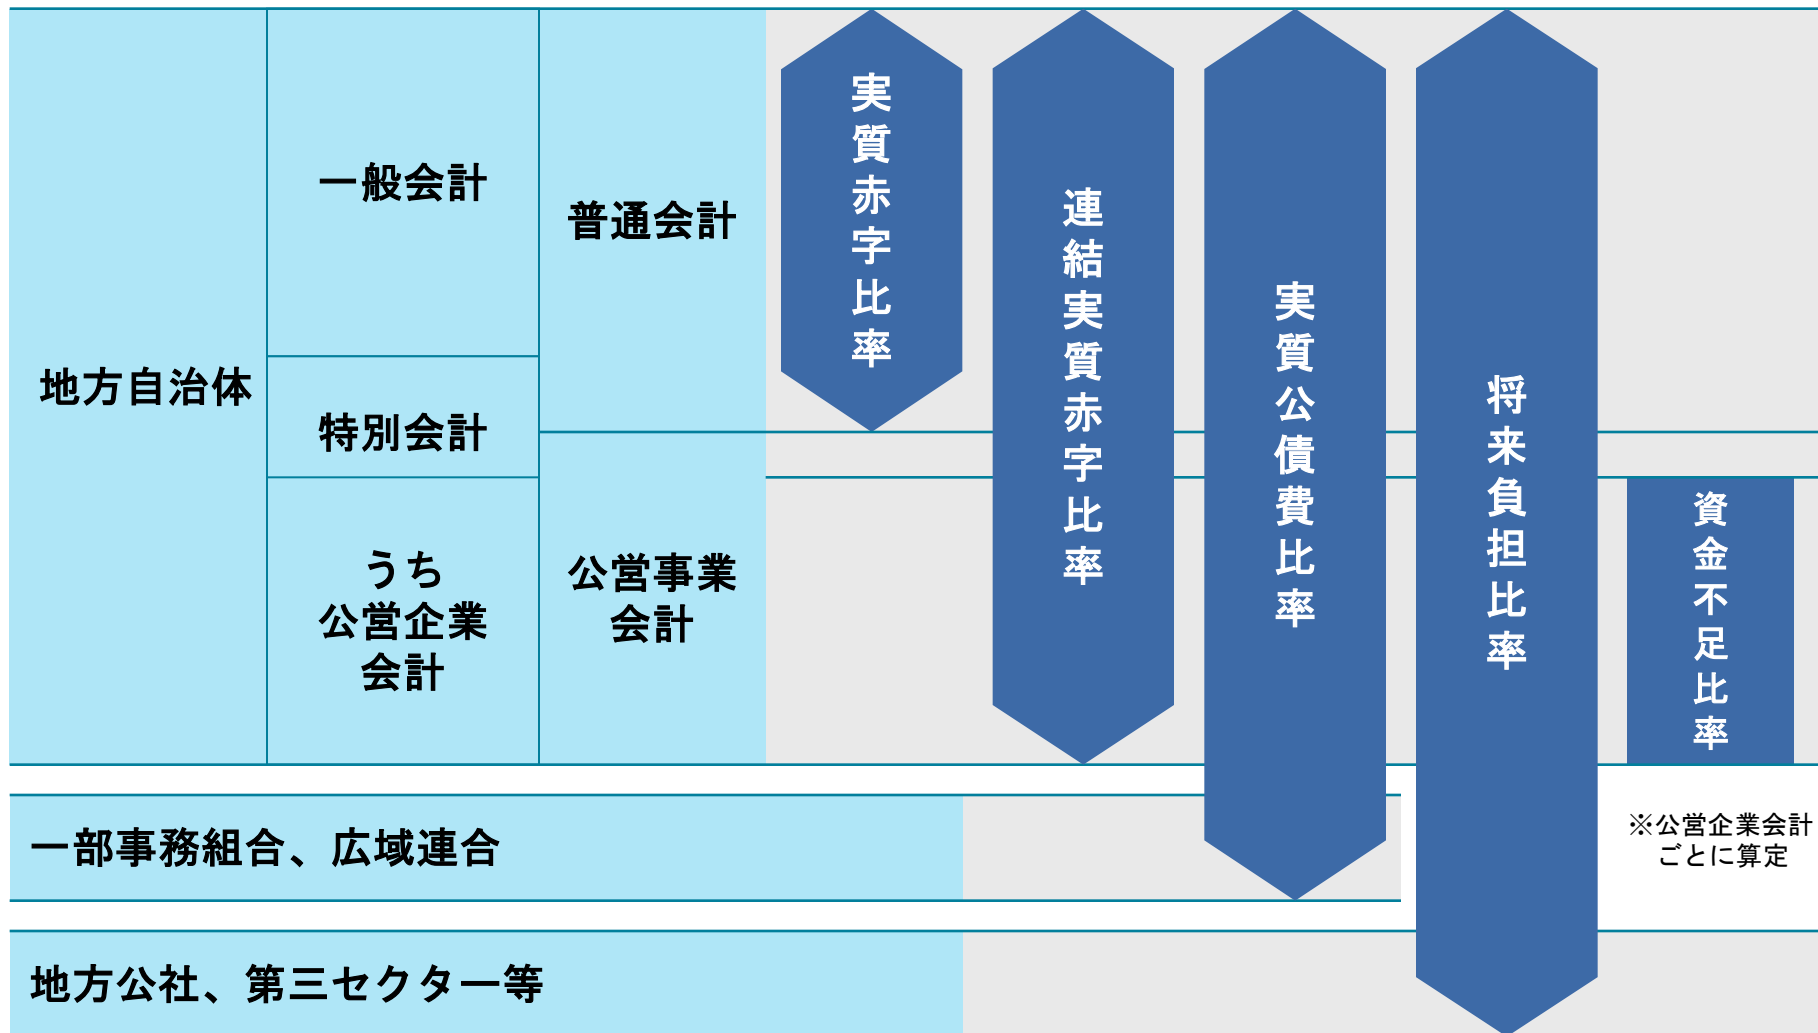 地方自治体
一般会計
特別会計
うち
公営企業
会計
普通会計
公営事業
会計
実質赤字比率
連結実質赤字比率
実質公債費比率
将来負担比率
資金不足比率
※公営企業会計
ごとに算定
一部事務組合、広域連合
地方公社、第三セクター等